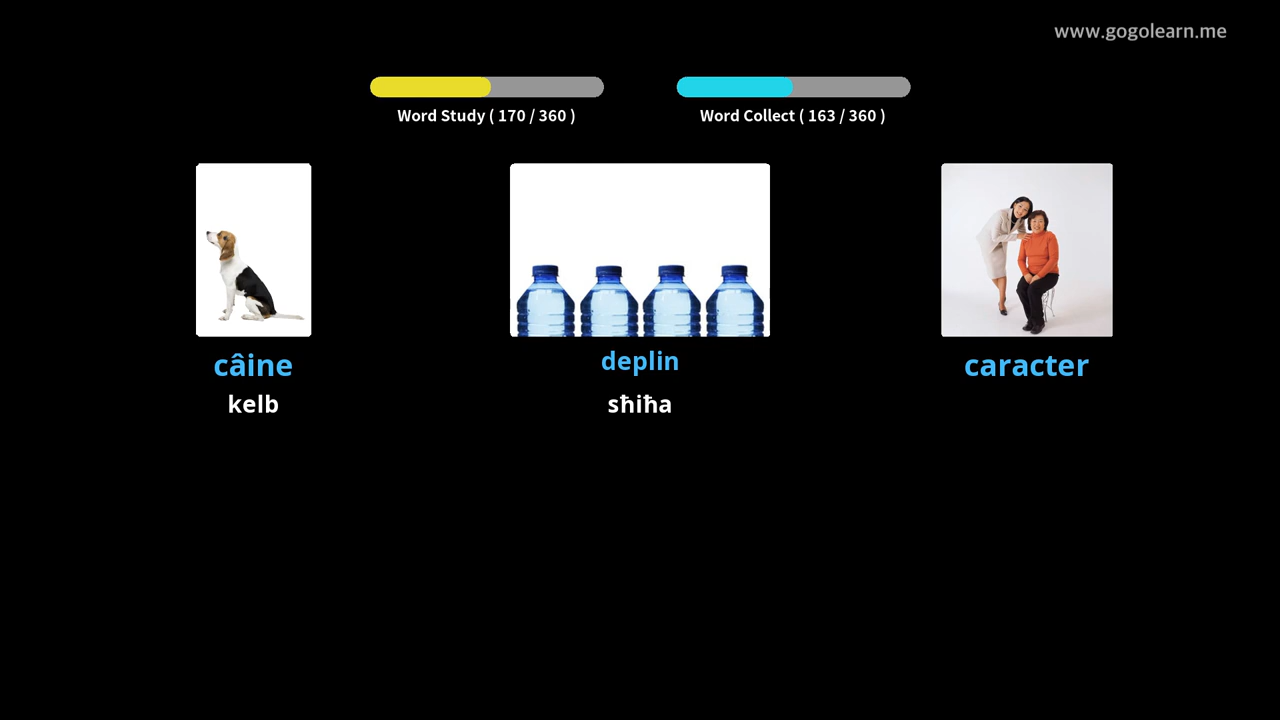 www.gogolearn.me
Word Study ( 170 / 360 )
Word Collect ( 163 / 360 )
câine
deplin
caracter
kelb
sħiħa